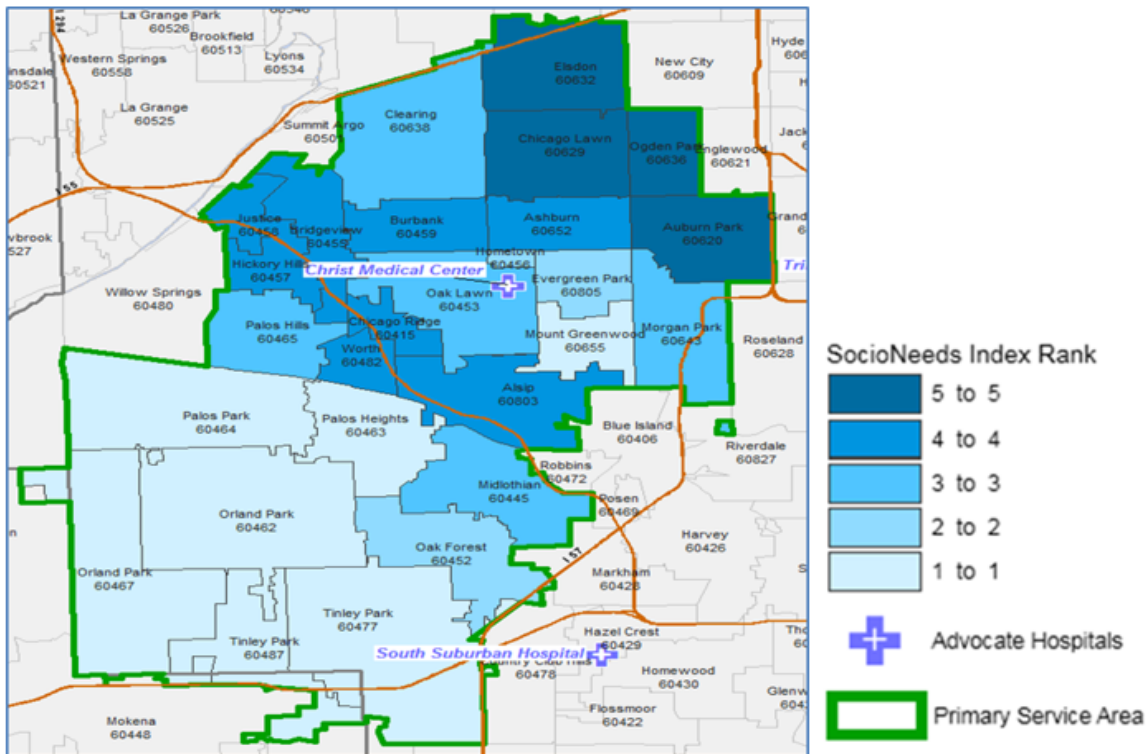 La Grange Park
60526
Brookfield
60513
Western Springs
60558
Lyons
60534
60521
La Grange
60525
Summit Argo
60501
I 294
I 55
Clearing
60638
Elsdon
60632
New City
60609
Chicago Lawn
60629
Ogden Park
60636
Englewood
60621
Justice
60458
Bridgeview
60455
Burbank
60459
Ashburn
60652
Auburn Park
60620
Hickory Hills
60457
Hometown
60456
Christ Medical Center
Oak Lawn
60453
Evergreen Park
60805
Willow Springs
60480
Palos Hills
60465
Chicago Ridge
60415
Worth
60482
Mount Greenwood
60655
Morgan Park
60643
Roseland
60628
Alsip
60803
Palos Park
60464
Palos Heights
60463
Blue Island
60406
Riverdale
60827
Robbins
60472
Midlothian
60445
Posen
60469
Orland Park
60462
Harvey
60426
Oak Forest
60452
I 57
Orland Park
60467
Markham
60428
Tinley Park
60477
Tinley Park
60487
Hazel Crest
60429
South Suburban Hospital
Country Club Hills
60478
Homewood
60430
Mokena
60448
Flossmoor
60422
SocioNeeds Index Rank
5 to 5
4 to 4
3 to 3
2 to 2
1 to 1
Advocate Hospitals
Primary Service Area